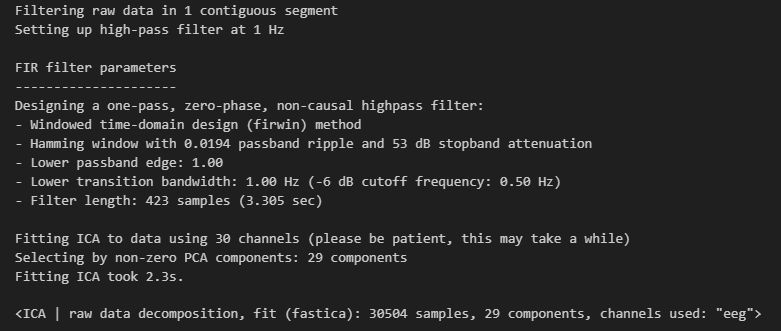 Filtering raw data in 1 contiguous segment
Setting up high-pass filter at 1 Hz
FIR filter parameters
---------------------
Designing a one-pass, zero-phase, non-causal highpass filter:
- Windowed time-domain design (firwin) method
- Hamming window with 0.0194 passband ripple and 53 dB stopband attenuation
- Lower passband edge: 1.00
- Lower transition bandwidth: 1.00 Hz (-6 dB cutoff frequency: 0.50 Hz)
- Filter length: 423 samples (3.305 sec)
Fitting ICA to data using 30 channels (please be patient, this may take a while)
Selecting by non-zero PCA components: 29 components
Fitting ICA took 2.3s.
<ICA | raw data decomposition, fit (fastica): 30504 samples, 29 components, channels used: "eeg">